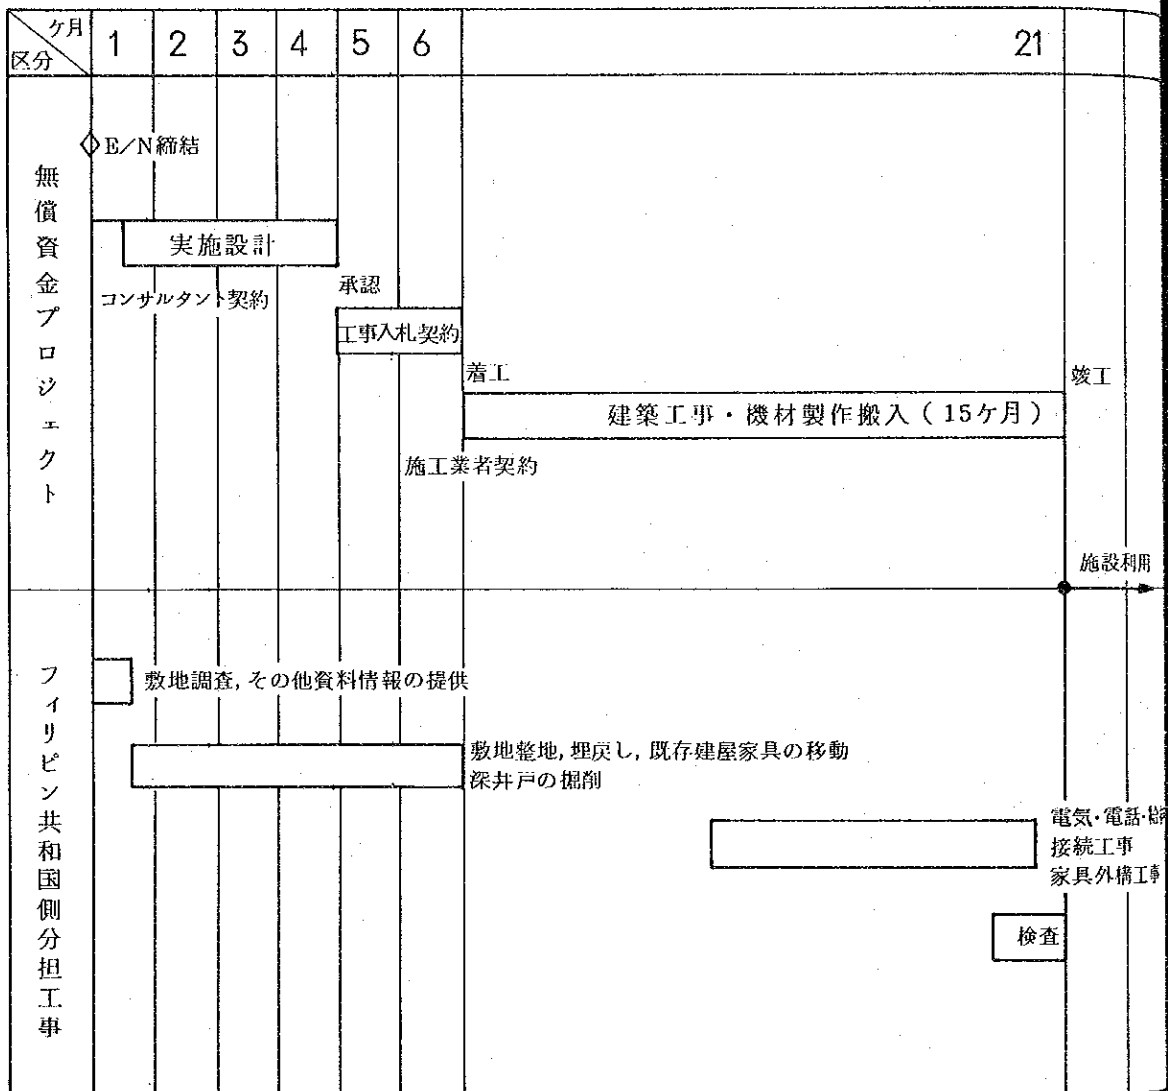 ケ月
区分
1 2 3 4 5 6 21
無償資金プロジェクト
E/N締結
実施設計
コンサルタント契約
承認
工事入札契約
着工
竣工
建築工事・機材製作搬入(15ケ月)
施工業者契約
施設利用
フィリピン共和国側分担工事
敷地調査,その他資料情報の提供
敷地整地,埋戻し,既存建屋家具の移動
深井戸の掘削
電気・電話・
接続工事
家具外構工事
検査